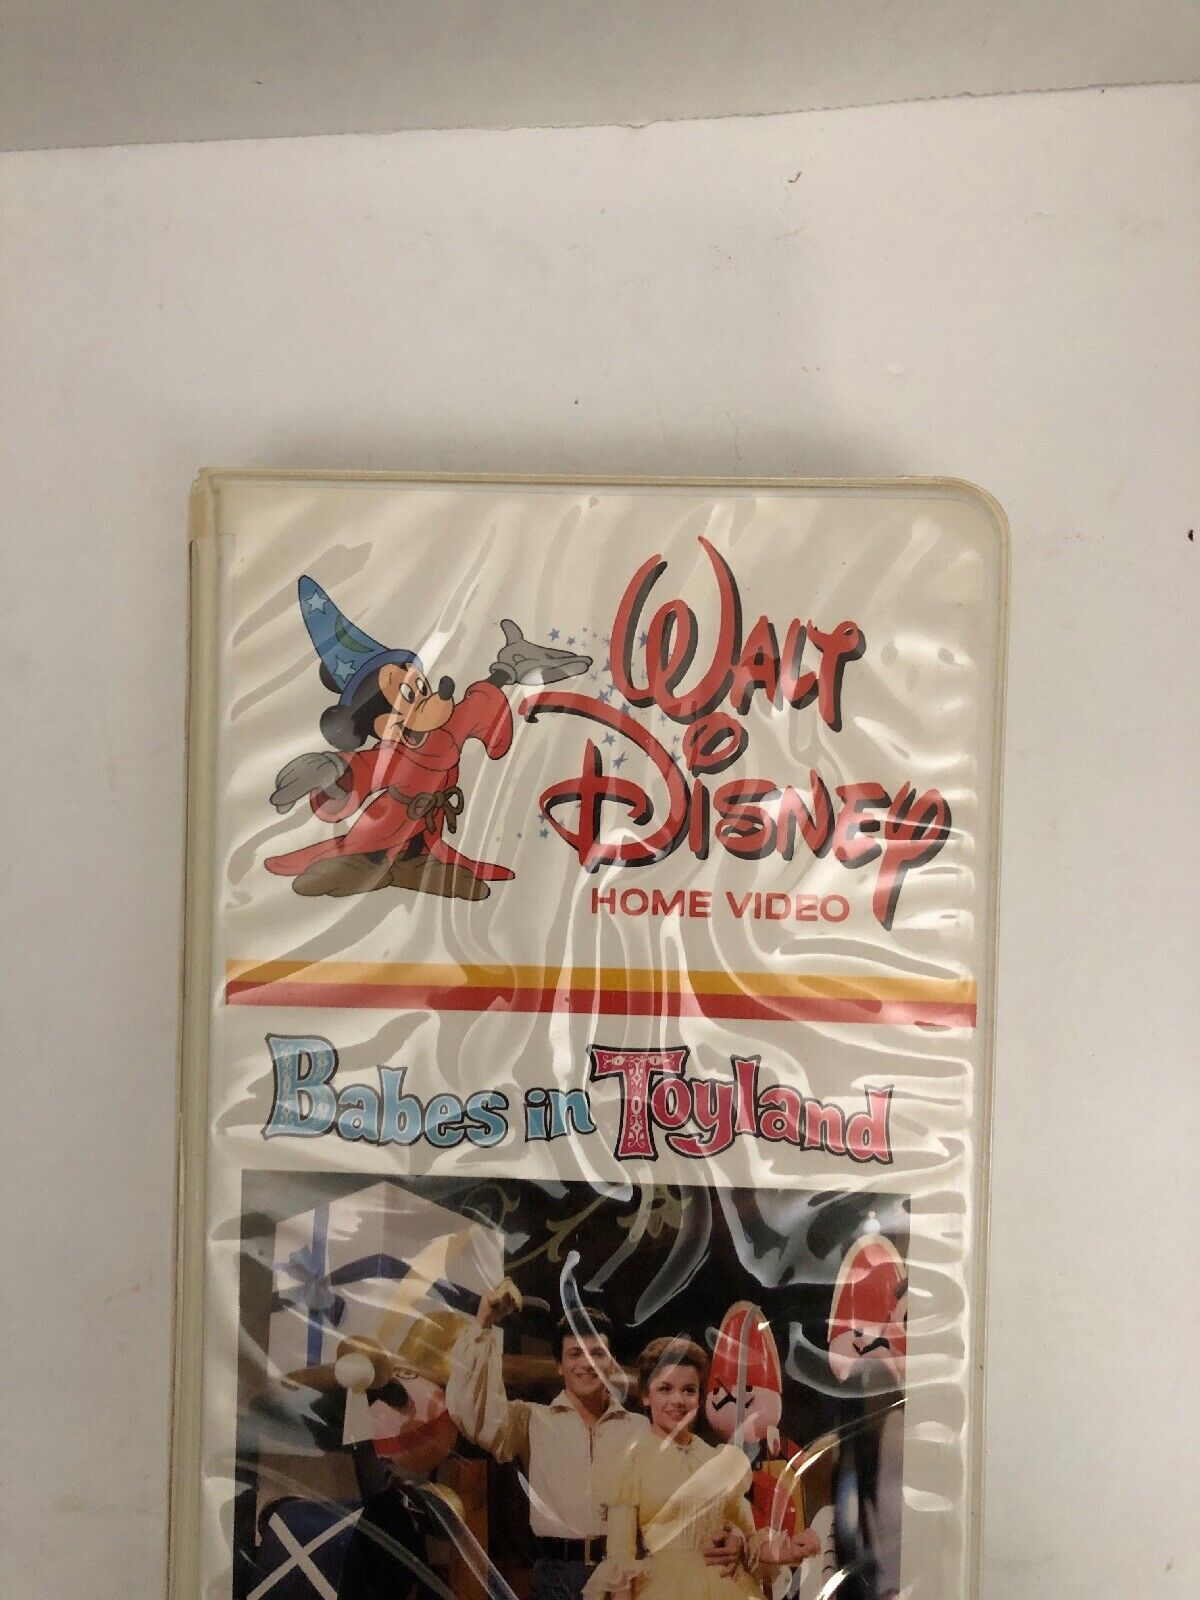 WALT
DISNEY
HOME VIDEO
Babes in Toyland